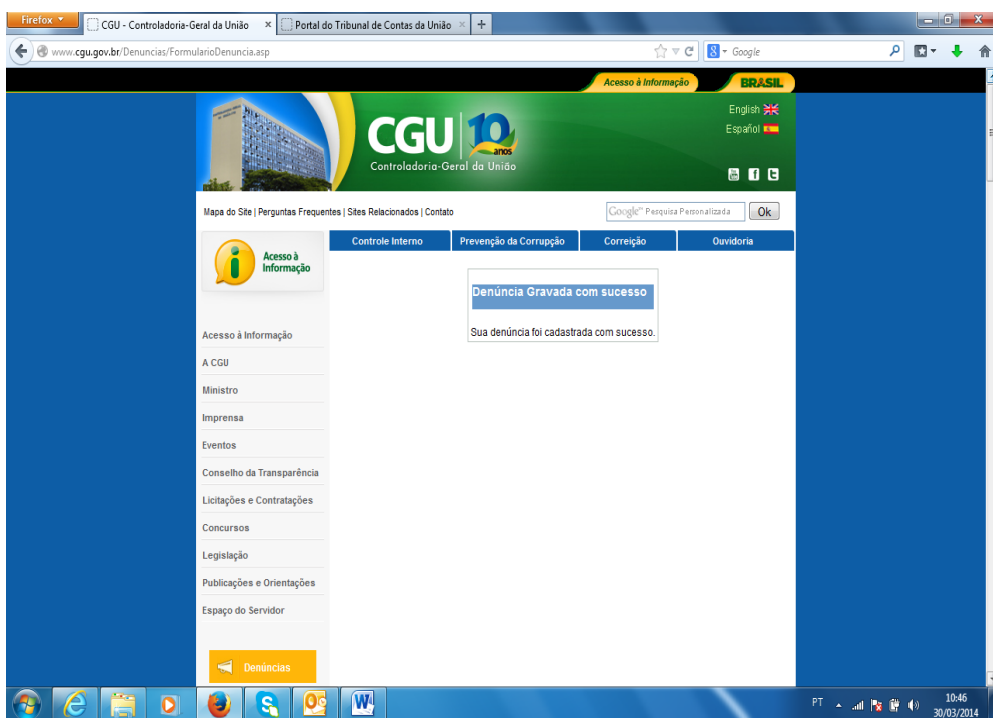 Firefox
CGU - Controladoria-Geral da União
Portal do Tribunal de Contas da União
www.cgu.gov.br/Denuncias/FormularioDenuncia.asp
Google
Acesso à Informação
BRASIL
English
Español
CGU 10 anos
Controladoria-Geral da União
Mapa do Site | Perguntas Frequentes | Sites Relacionados | Contato
Google™ Pesquisa Personalizada
Ok
Controle Interno Prevenção da Corrupção Correição Ouvidoria
Acesso à
Informação
Denúncia Gravada com sucesso
Sua denúncia foi cadastrada com sucesso.
Acesso à Informação
A CGU
Ministro
Imprensa
Eventos
Conselho da Transparência
Licitações e Contratações
Concursos
Legislação
Publicações e Orientações
Espaço do Servidor
Denúncias
PT
10:46
30/03/2014